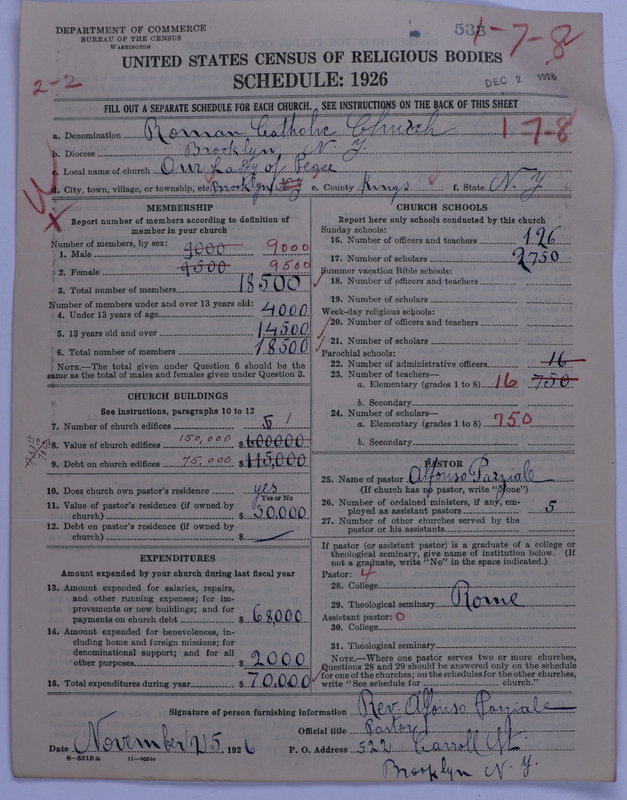 DEPARTMENT OF COMMERCE
BUREAU OF THE CENSUS
WASHINGTON
533
1-7-8
2-2
UNITED STATES CENSUS OF RELIGIOUS BODIES
SCHEDULE: 1926
DEC 2 1926
FILL OUT A SEPARATE SCHEDULE FOR EACH CHURCH. SEE INSTRUCTIONS ON THE BACK OF THIS SHEET
a. Denomination Roman Catholic Church 1-7-8
b. Diocese Brooklyn, N. Y.
c. Local name of church Our Lady of Peace
d. City, town, village, or township, etc. Brooklyn e. County Kings f. State N. Y.
MEMBERSHIP
Report number of members according to definition of member in your church
Number of members, by sex:
1. Male 9000 9000
2. Female 9500 9500
3. Total number of members 18500
Number of members under and over 13 years old:
4. Under 13 years of age 4000
5. 13 years old and over 14500
6. Total number of members 18500
NOTE.—The total given under Question 6 should be the same as the total of males and females given under Question 3.
CHURCH BUILDINGS
See instructions, paragraphs 10 to 12
7. Number of church edifices 5 1
8. Value of church edifices 150,000 $600000
9. Debt on church edifices 75,000 $115,000
10. Does church own pastor's residence yes
Yes or No
11. Value of pastor's residence (if owned by church) $30,000
12. Debt on pastor's residence (if owned by church) $
EXPENDITURES
Amount expended by your church during last fiscal year
13. Amount expended for salaries, repairs, and other running expenses; for improvements or new buildings; and for payments on church debt $68000
14. Amount expended for benevolences, including home and foreign missions; for denominational support; and for all other purposes $2000
15. Total expenditures during year $70,000
CHURCH SCHOOLS
Report here only schools conducted by this church
Sunday schools:
16. Number of officers and teachers 126
17. Number of scholars 2750
Summer vacation Bible schools:
18. Number of officers and teachers
19. Number of scholars
Week-day religious schools:
20. Number of officers and teachers
21. Number of scholars
Parochial schools:
22. Number of administrative officers 16
23. Number of teachers—
a. Elementary (grades 1 to 8) 16 750
b. Secondary
24. Number of scholars—
a. Elementary (grades 1 to 8) 750
b. Secondary
PASTOR
25. Name of pastor Alfonso Parziale
(If church has no pastor, write "None")
26. Number of ordained ministers, if any, employed as assistant pastors 5
27. Number of other churches served by the pastor or his assistants
If pastor (or assistant pastor) is a graduate of a college or theological seminary, give name of institution below. (If not a graduate, write "No" in the space indicated.)
Pastor: 4
28. College
29. Theological seminary Rome
Assistant pastor: 0
30. College
31. Theological seminary
NOTE.—Where one pastor serves two or more churches, Questions 28 and 29 should be answered only on the schedule for one of the churches; on the schedules for the other churches, write "See schedule for church."
Signature of person furnishing information Rev. Alfonso Parziale
Official title Pastor
Date November 25, 1926 P. O. Address 522 Carroll St
Brooklyn N. Y.
8—5518a 11—9054c